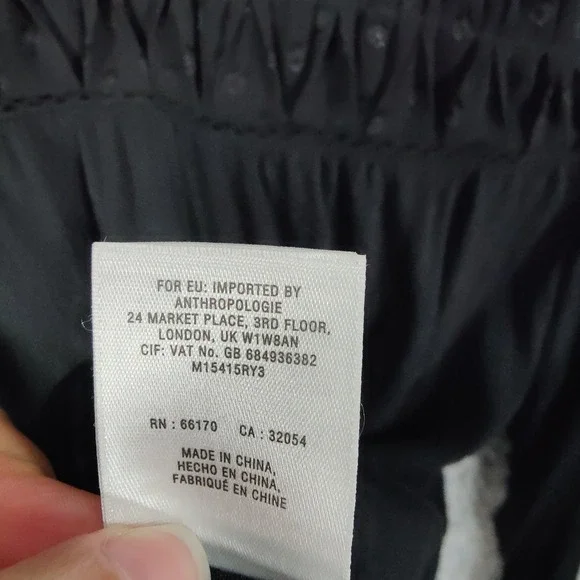 FOR EU: IMPORTED BY
ANTHROPOLOGIE
24 MARKET PLACE, 3RD FLOOR,
LONDON, UK W1W8AN
CIF: VAT No. GB 684936382
M15415RY3
RN : 66170 CA : 32054
MADE IN CHINA,
HECHO EN CHINA,
FABRIQUÉ EN CHINE